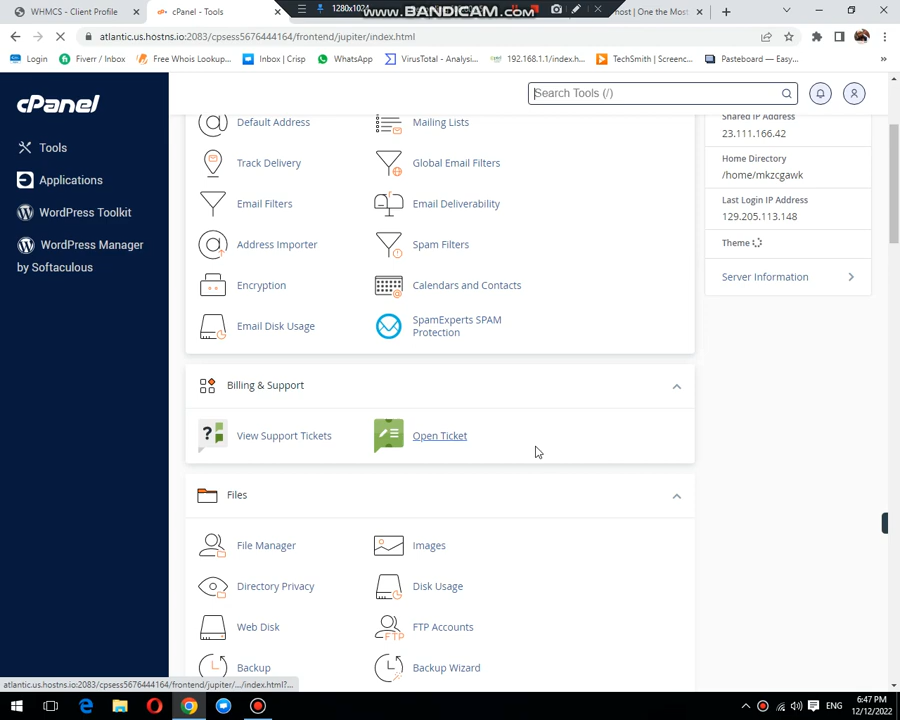 WHMCS - Client Profile
cPanel - Tools
1280x1024
www.BANDICAM.com
nost | One the Mos
atlantic.us.hostns.io:2083/cpsess5676444164/frontend/jupiter/index.html
Login
Fiverr / Inbox
Free Whois Lookup...
Inbox | Crisp
WhatsApp
VirusTotal - Analysi...
192.168.1.1/index.h...
TechSmith | Screenc...
Pasteboard — Easy...
»
cPanel
Search Tools (/)
Tools
Applications
WordPress Toolkit
WordPress Manager
by Softaculous
Default Address
Mailing Lists
Track Delivery
Global Email Filters
Email Filters
Email Deliverability
Address Importer
Spam Filters
Encryption
Calendars and Contacts
Email Disk Usage
SpamExperts SPAM
Protection
Shared IP Address
23.111.166.42
Home Directory
/home/mkzcgawk
Last Login IP Address
129.205.113.148
Theme
Server Information
Billing & Support
View Support Tickets
Open Ticket
Files
File Manager
Images
Directory Privacy
Disk Usage
Web Disk
FTP
FTP Accounts
Backup
Backup Wizard
atlantic.us.hostns.io:2083/cpsess5676444164/frontend/jupiter/.../index.html?...
ENG
6:47 PM
12/12/2022